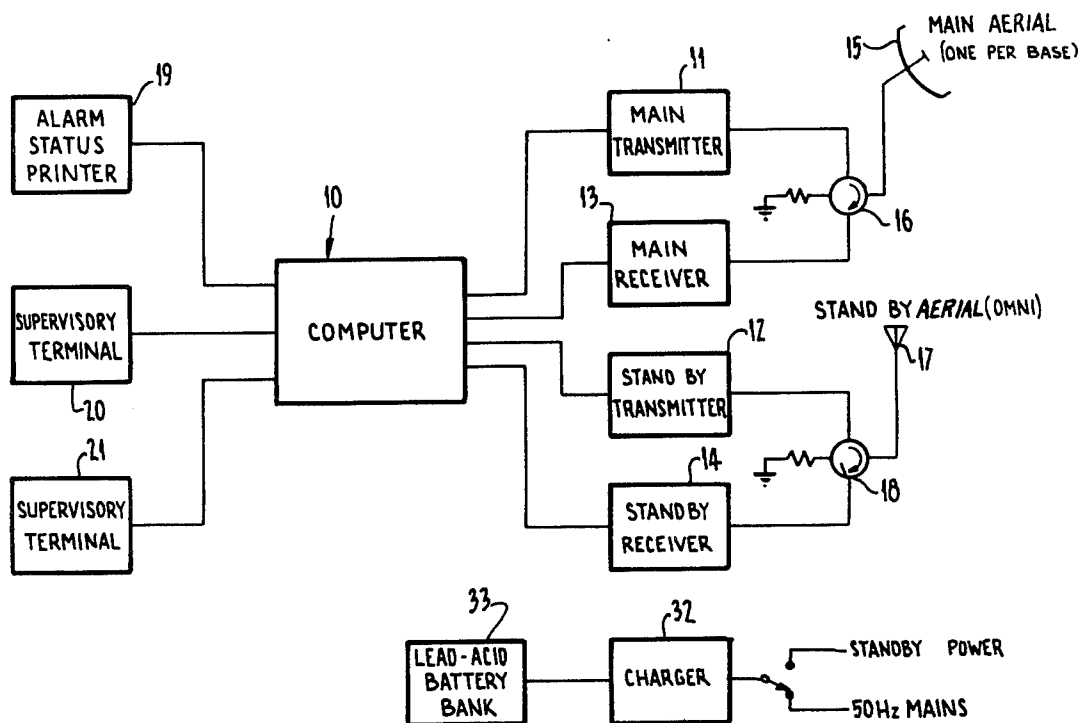 19
ALARM
STATUS
PRINTER
11
MAIN
TRANSMITTER
15
MAIN AERIAL
(ONE PER BASE)
16
10
COMPUTER
13
MAIN
RECEIVER
SUPERVISORY
TERMINAL
20
12
STAND BY
TRANSMITTER
STAND BY AERIAL (OMNI)
17
18
21
SUPERVISORY
TERMINAL
14
STANDBY
RECEIVER
33
LEAD-ACID
BATTERY
BANK
32
CHARGER
STANDBY POWER
50Hz MAINS